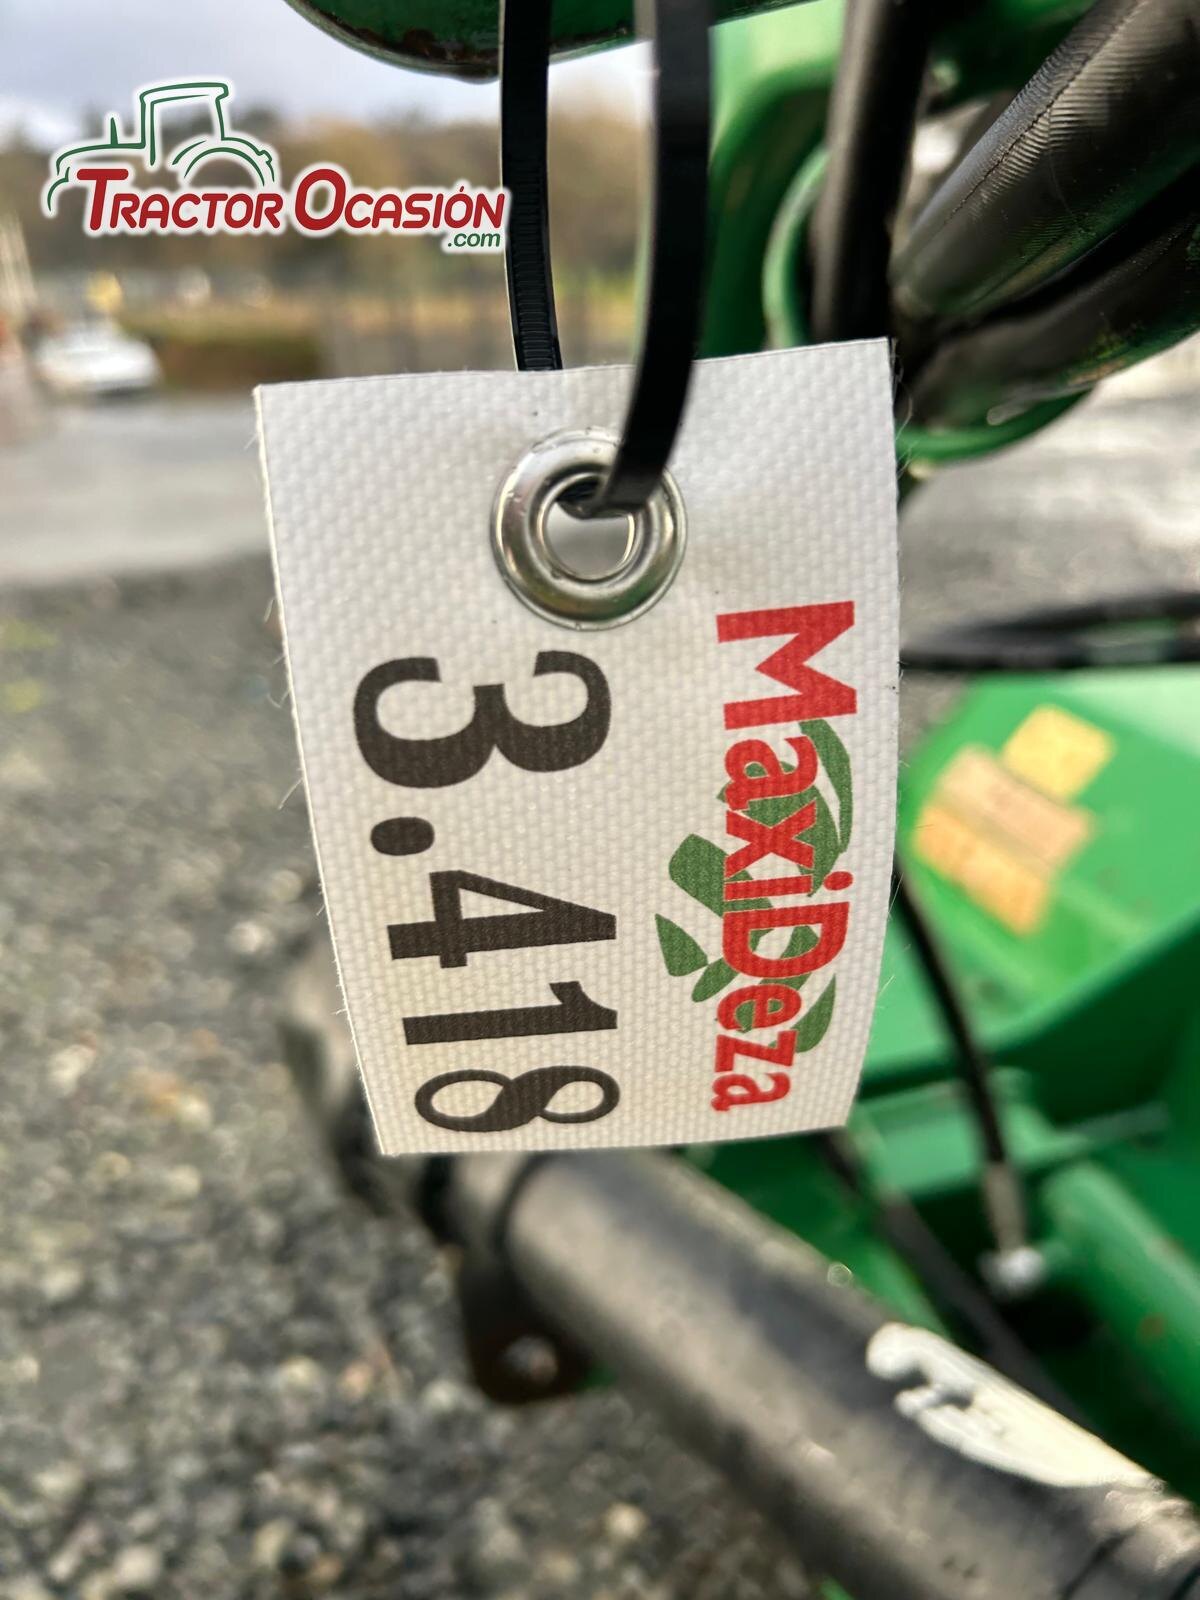 TRACTOR OCASIÓN
.com
MaxiDeza
3.418